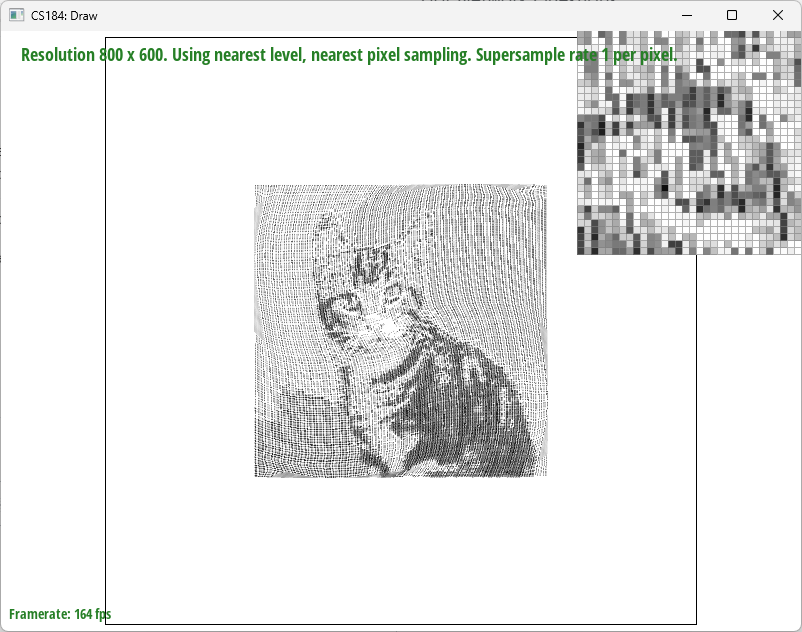 CS184: Draw
Resolution 800 x 600. Using nearest level, nearest pixel sampling. Supersample rate 1 per pixel.
Framerate: 164 fps